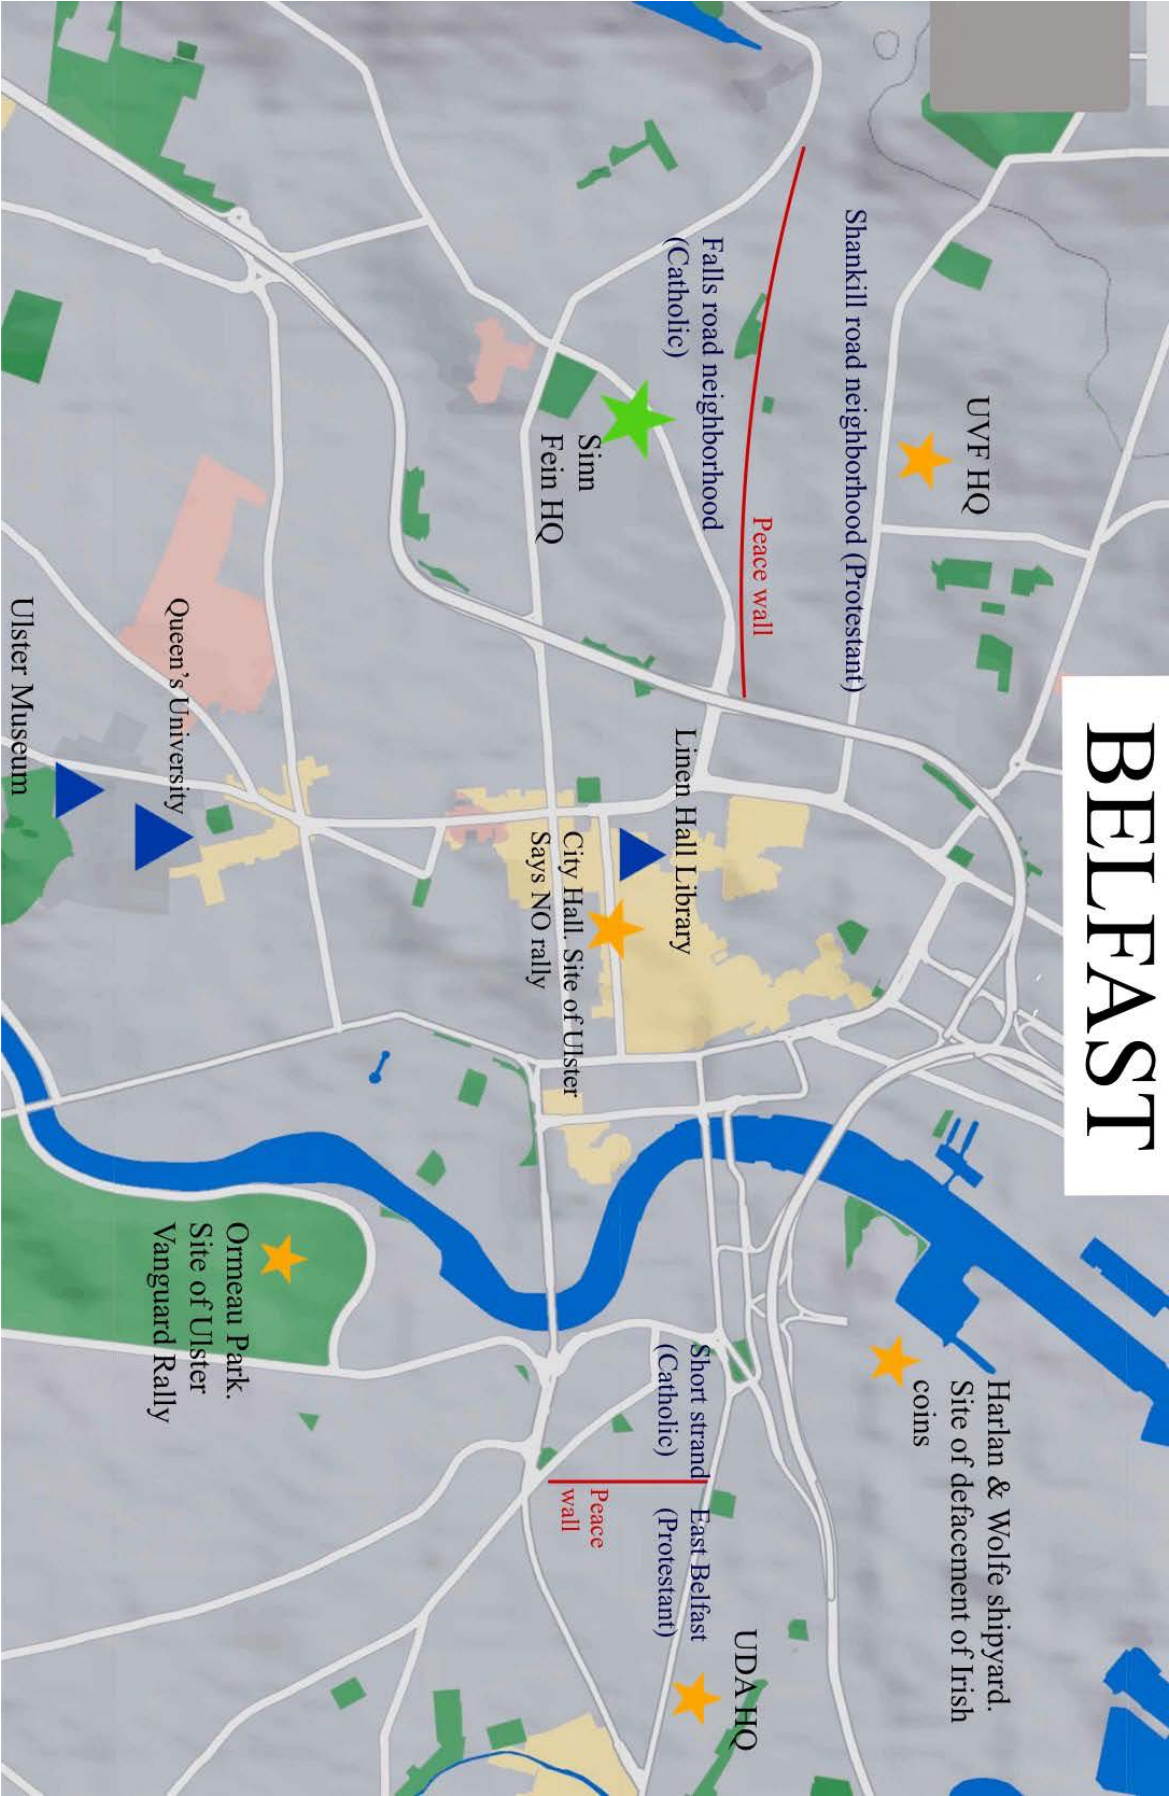 BELFAST
UVF HQ
Shankill road neighborhood (Protestant)
Peace wall
Falls road neighborhood
(Catholic)
Sinn
Fein HQ
Linen Hall Library
City Hall. Site of Ulster
Says NO rally
Queen's University
Ulster Museum
Harlan & Wolfe shipyard.
Site of defacement of Irish
coins
Short strand
(Catholic)
East Belfast
(Protestant)
Peace
wall
UDA HQ
Ormeau Park.
Site of Ulster
Vanguard Rally